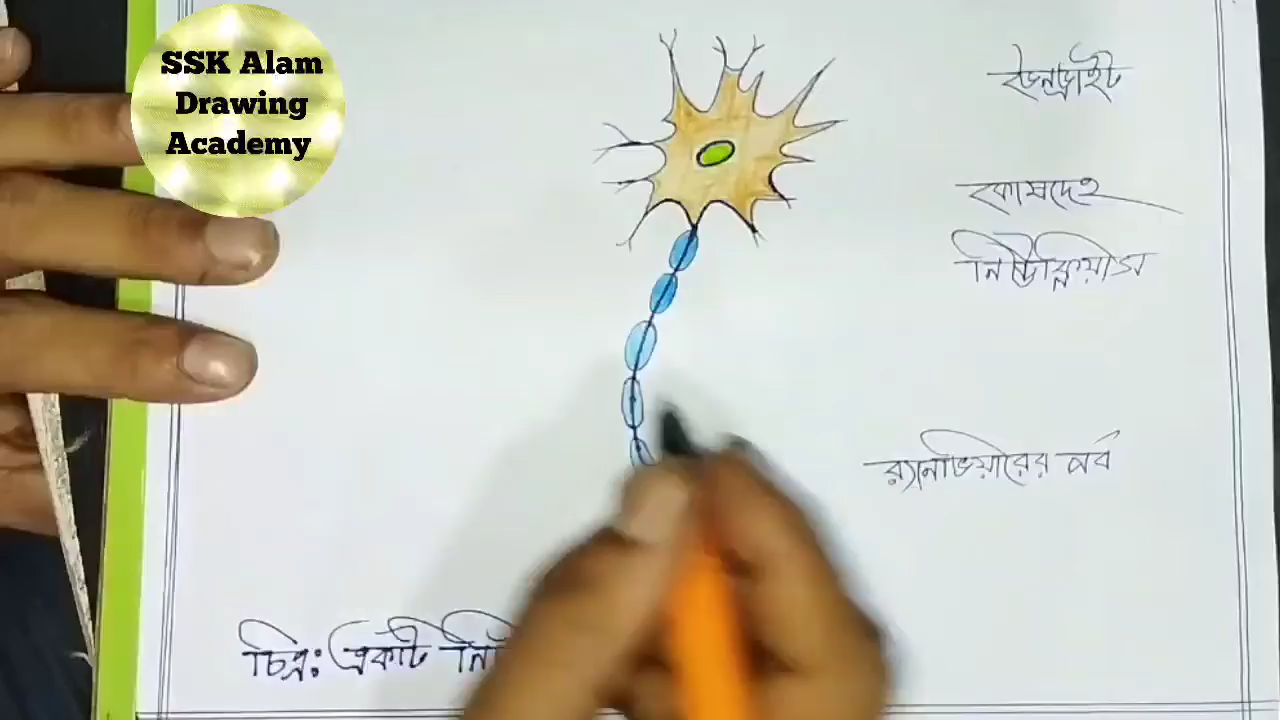 SSK Alam
Drawing
Academy
ডেনড্রাইট
কোষদেহ
নিউক্লিয়াস
র‍্যানভিয়ারের পর্ব
চিত্র: একটি